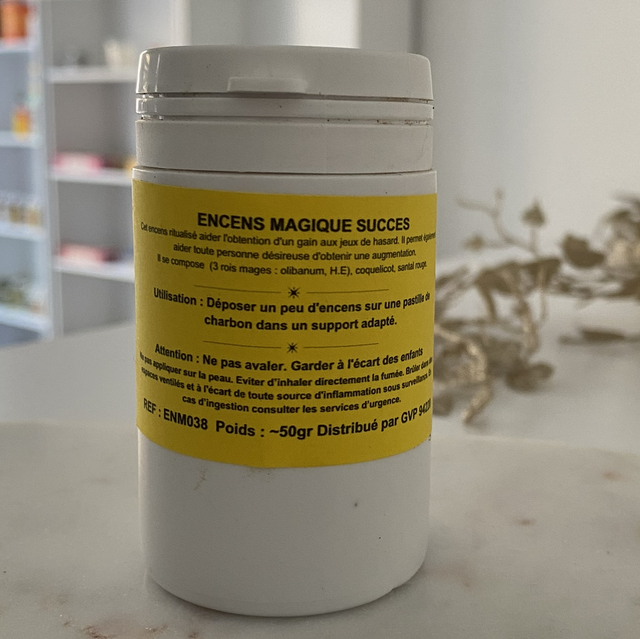 ENCENS MAGIQUE SUCCES
Cet encens ritualisé aider l'obtention d'un gain aux jeux de hasard. Il permet
aider toute personne désireuse d'obtenir une augmentation.
Il se compose (3 rois mages : olibanum, H.E), coquelicot, santal rouge.
Utilisation : Déposer un peu d'encens sur une pastille de
charbon dans un support adapté.
Attention : Ne pas avaler. Garder à l'écart des enfants
Ne pas appliquer sur la peau. Eviter d'inhaler directement la fumée. Brûler dans
espaces ventilés et à l'écart de toute source d'inflammation sous surveillance. En
cas d'ingestion consulter les services d'urgence.
REF : ENM038 Poids : ~50gr Distribué par GVP